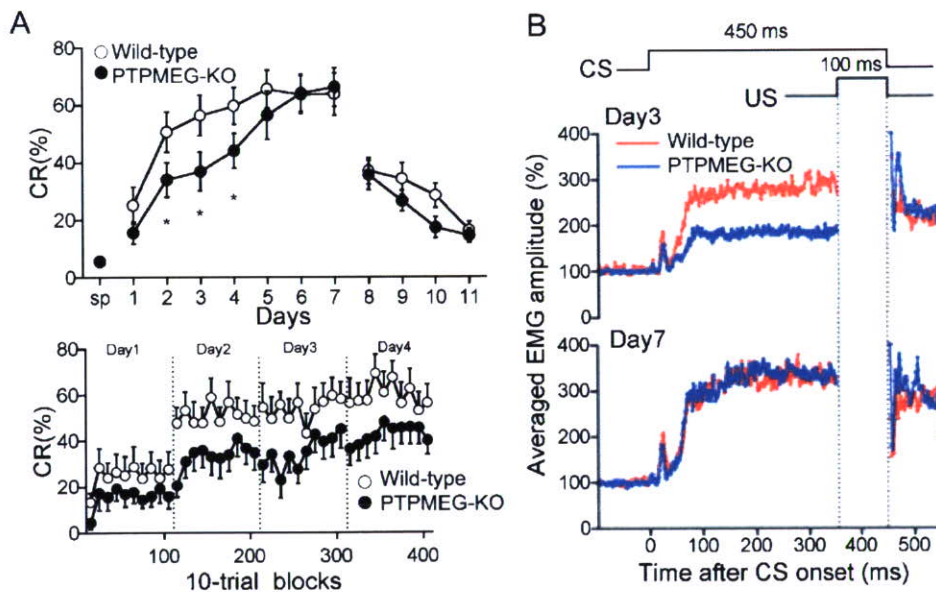 A
80
Wild-type
PTPMEG-KO
60
40
20
0
CR(%)
* * *
sp 1 2 3 4 5 6 7 8 9 10 11
Days
80
Day1 Day2 Day3 Day4
60
40
20
0
CR(%)
Wild-type
PTPMEG-KO
100 200 300 400
10-trial blocks
B
450 ms
CS
100 ms
US
Day3
400
Wild-type
PTPMEG-KO
300
200
100
0
Day7
400
300
200
100
0
Averaged EMG amplitude (%)
0 100 200 300 400 500
Time after CS onset (ms)